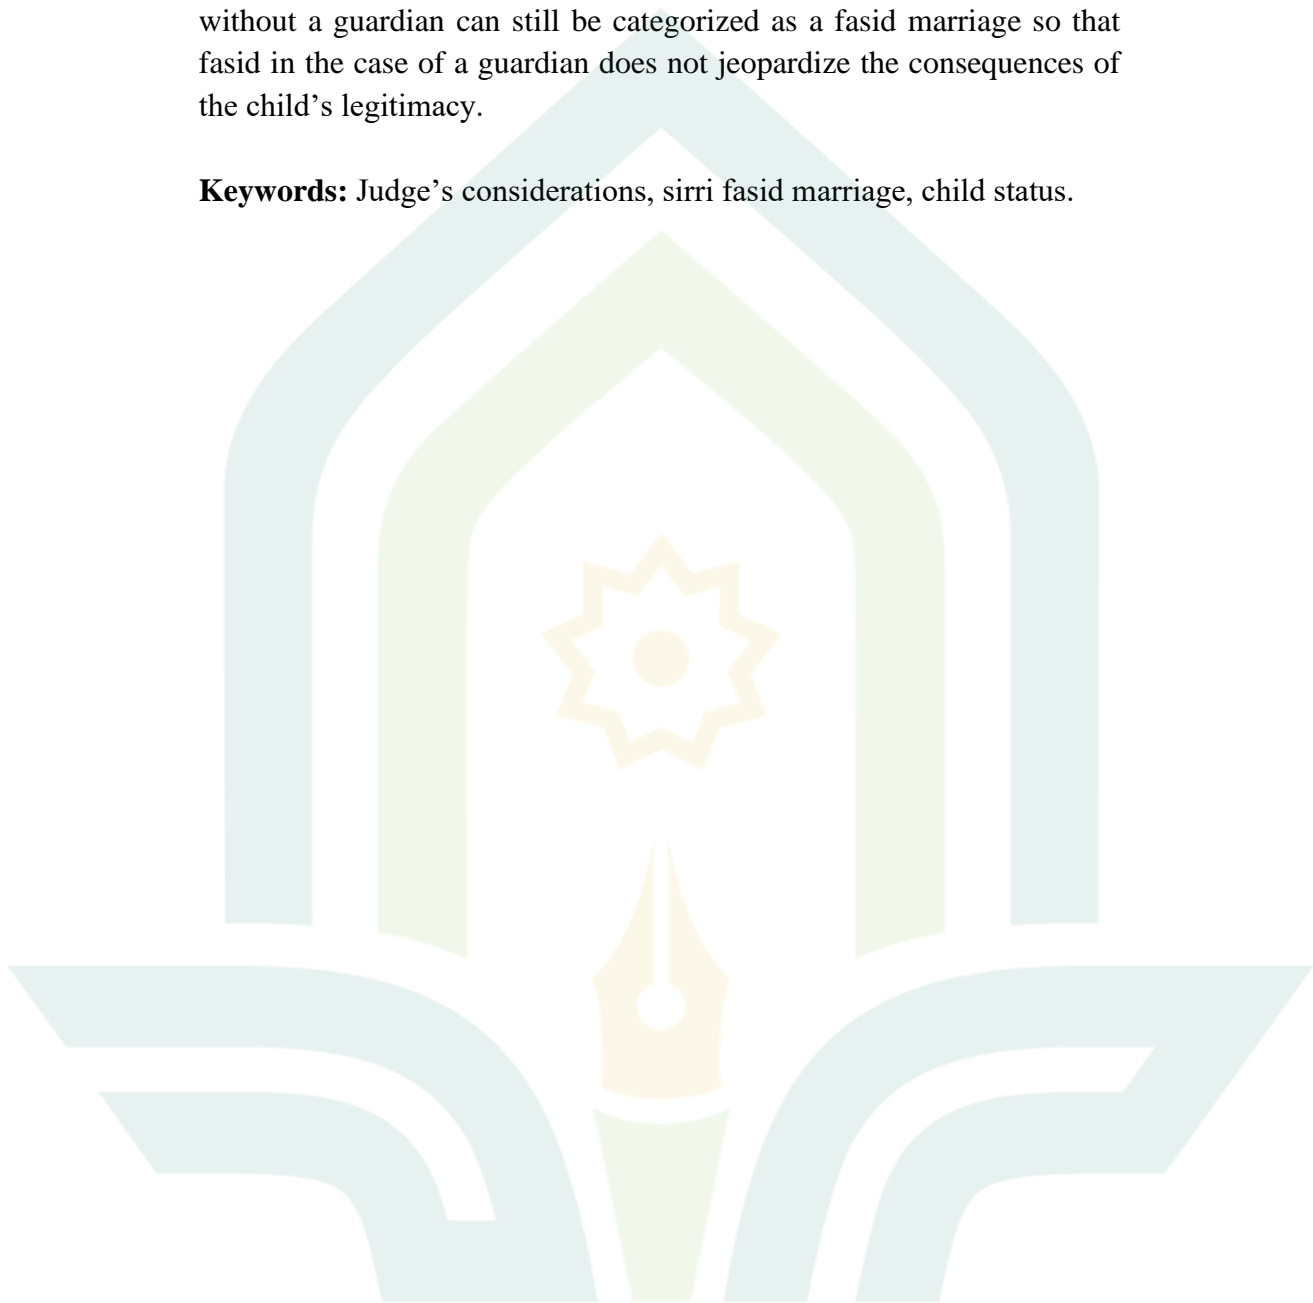 without a guardian can still be categorized as a fasid marriage so that
fasid in the case of a guardian does not jeopardize the consequences of
the child’s legitimacy.
Keywords: Judge’s considerations, sirri fasid marriage, child status.